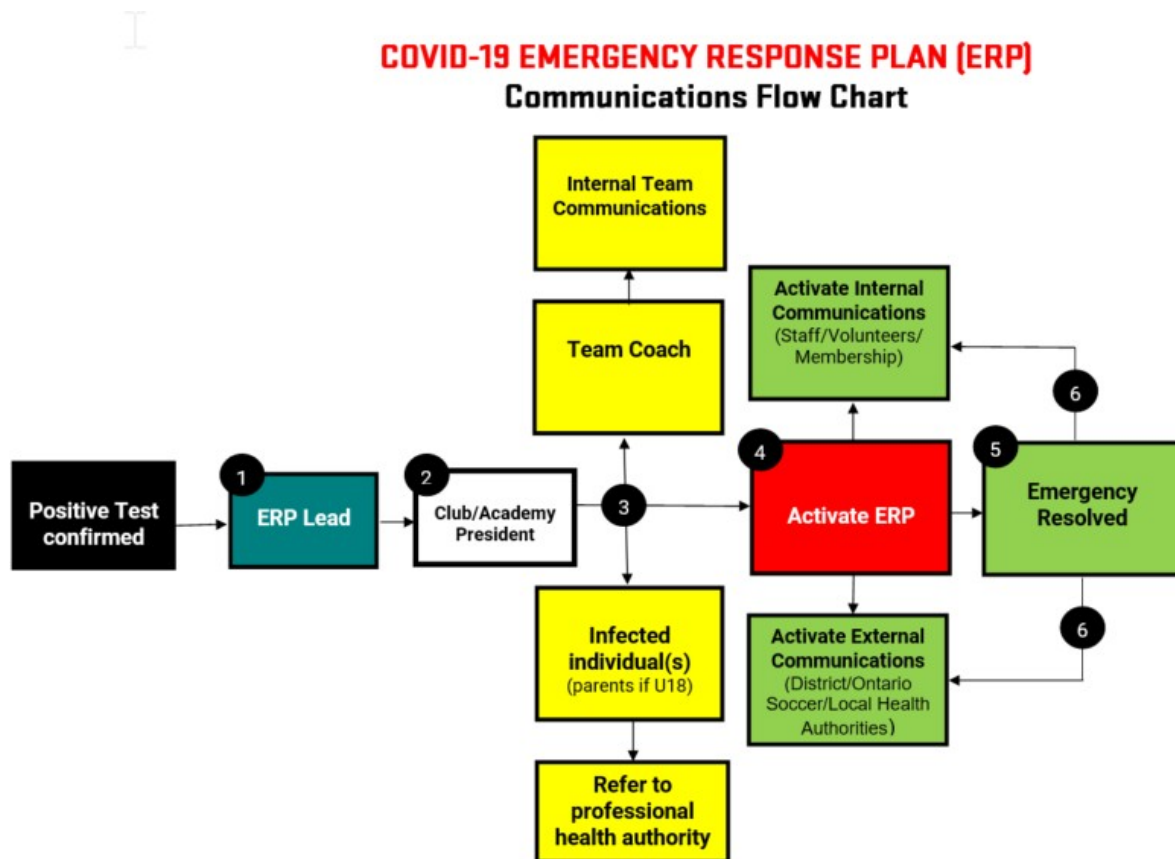 COVID-19 EMERGENCY RESPONSE PLAN (ERP)
Communications Flow Chart
Internal Team
Communications
Team Coach
Activate Internal
Communications
(Staff/Volunteers/
Membership)
6
Positive Test
confirmed
1
ERP Lead
2
Club/Academy
President
3
4
Activate ERP
5
Emergency
Resolved
Infected
individual(s)
(parents if U18)
Activate External
Communications
(District/Ontario
Soccer/Local Health
Authorities)
6
Refer to
professional
health authority